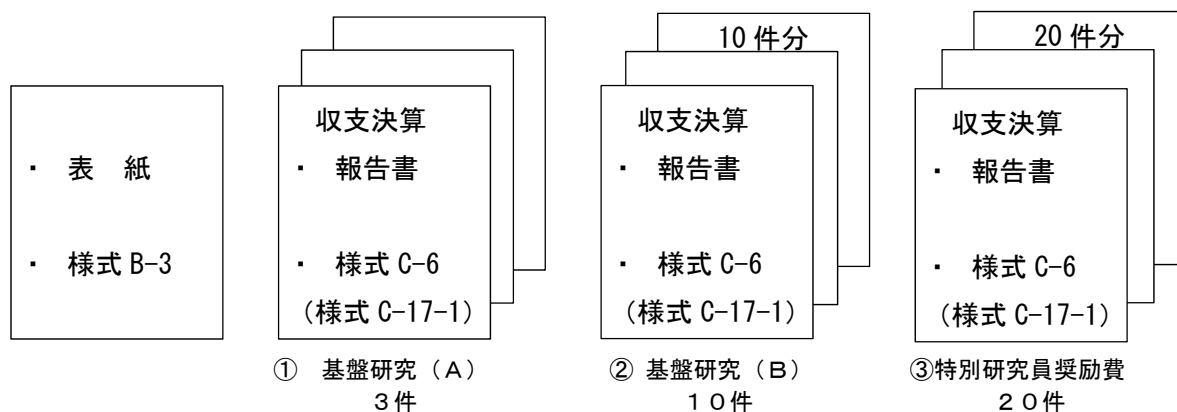 ・ 表 紙
・ 様式 B-3
収支決算
・ 報告書
・ 様式 C-6
(様式 C-17-1)
① 基盤研究（A）
3件
10 件分
収支決算
・ 報告書
・ 様式 C-6
(様式 C-17-1)
② 基盤研究（B）
10件
20 件分
収支決算
・ 報告書
・ 様式 C-6
(様式 C-17-1)
③特別研究員奨励費
20件